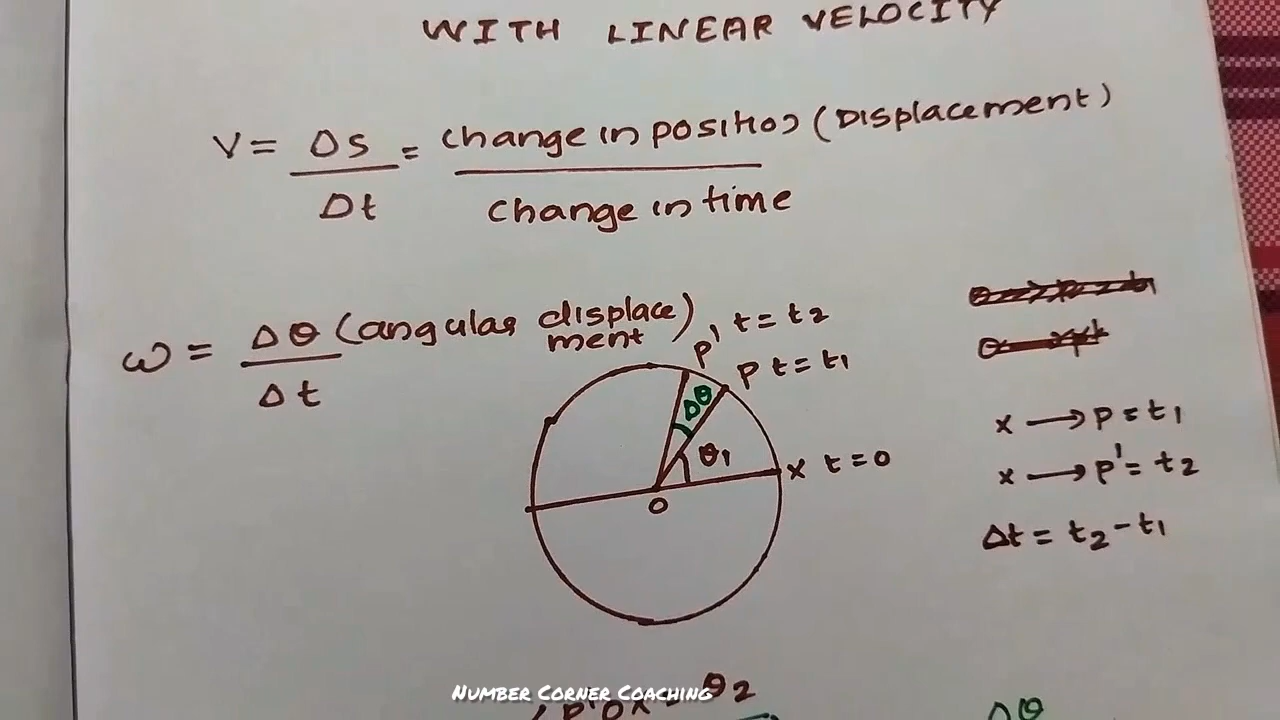 WITH LINEAR VELOCITY
V = Δs / Δt = change in position (Displacement) / change in time
ω = Δθ (angular displace / Δt
ment)
P' t = t2
P t = t1
Δθ
θ1
x t = 0
O
x → P = t1
x → P' = t2
Δt = t2 - t1
θ2
Δθ
Number Corner Coaching